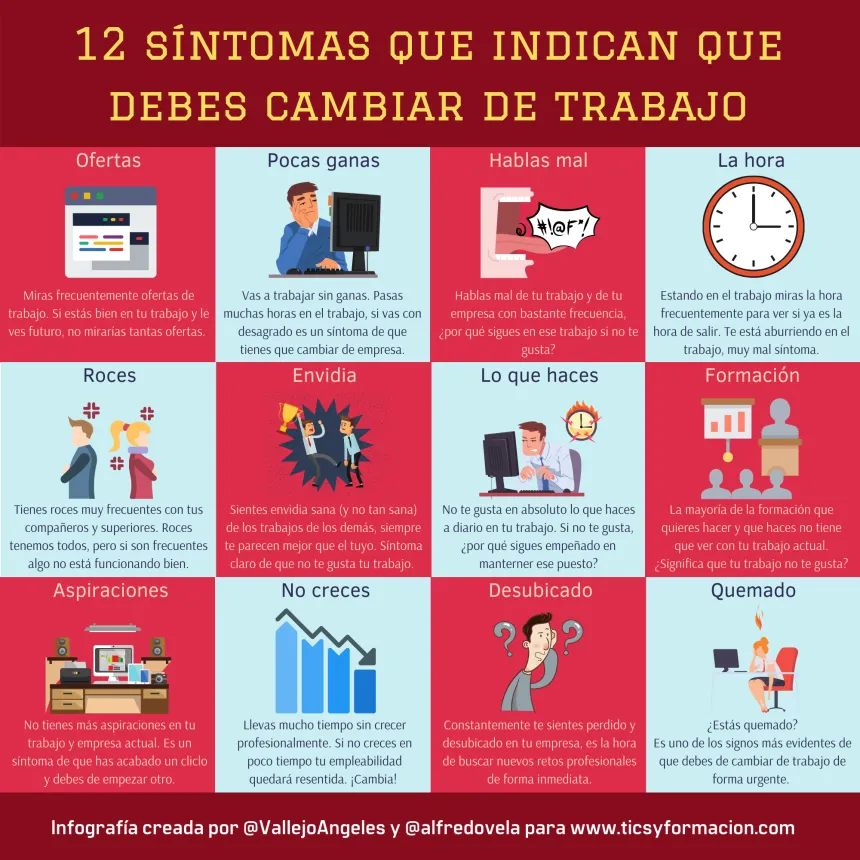 12 SÍNTOMAS QUE INDICAN QUE
DEBES CAMBIAR DE TRABAJO
Ofertas
Miras frecuentemente ofertas de
trabajo. Si estás bien en tu trabajo y le
ves futuro, no mirarías tantas ofertas.
Pocas ganas
Vas a trabajar sin ganas. Pasas
muchas horas en el trabajo, si vas con
desagrado es un síntoma de que
tienes que cambiar de empresa.
Hablas mal
#!@F*!
Hablas mal de tu trabajo y de tu
empresa con bastante frecuencia,
¿por qué sigues en ese trabajo si no te
gusta?
La hora
Estando en el trabajo miras la hora
frecuentemente para ver si ya es la
hora de salir. Te está aburriendo en el
trabajo, muy mal síntoma.
Roces
Tienes roces muy frecuentes con tus
compañeros y superiores. Roces
tenemos todos, pero si son frecuentes
algo no está funcionando bien.
Envidia
Sientes envidia sana (y no tan sana)
de los trabajos de los demás, siempre
te parecen mejor que el tuyo. Síntoma
claro de que no te gusta tu trabajo.
Lo que haces
No te gusta en absoluto lo que haces
a diario en tu trabajo. Si no te gusta,
¿por qué sigues empeñado en
manterner ese puesto?
Formación
La mayoría de la formación que
quieres hacer y que haces no tiene
que ver con tu trabajo actual.
¿Significa que tu trabajo no te gusta?
Aspiraciones
No tienes más aspiraciones en tu
trabajo y empresa actual. Es un
síntoma de que has acabado un cliclo
y debes de empezar otro.
No creces
Llevas mucho tiempo sin crecer
profesionalmente. Si no creces en
poco tiempo tu empleabilidad
quedará resentida. ¡Cambia!
Desubicado
Constantemente te sientes perdido y
desubicado en tu empresa, es la hora
de buscar nuevos retos profesionales
de forma inmediata.
Quemado
¿Estás quemado?
Es uno de los signos más evidentes de
que debes de cambiar de trabajo de
forma urgente.
Infografía creada por @VallejoAngeles y @alfredovela para www.ticsyformacion.com